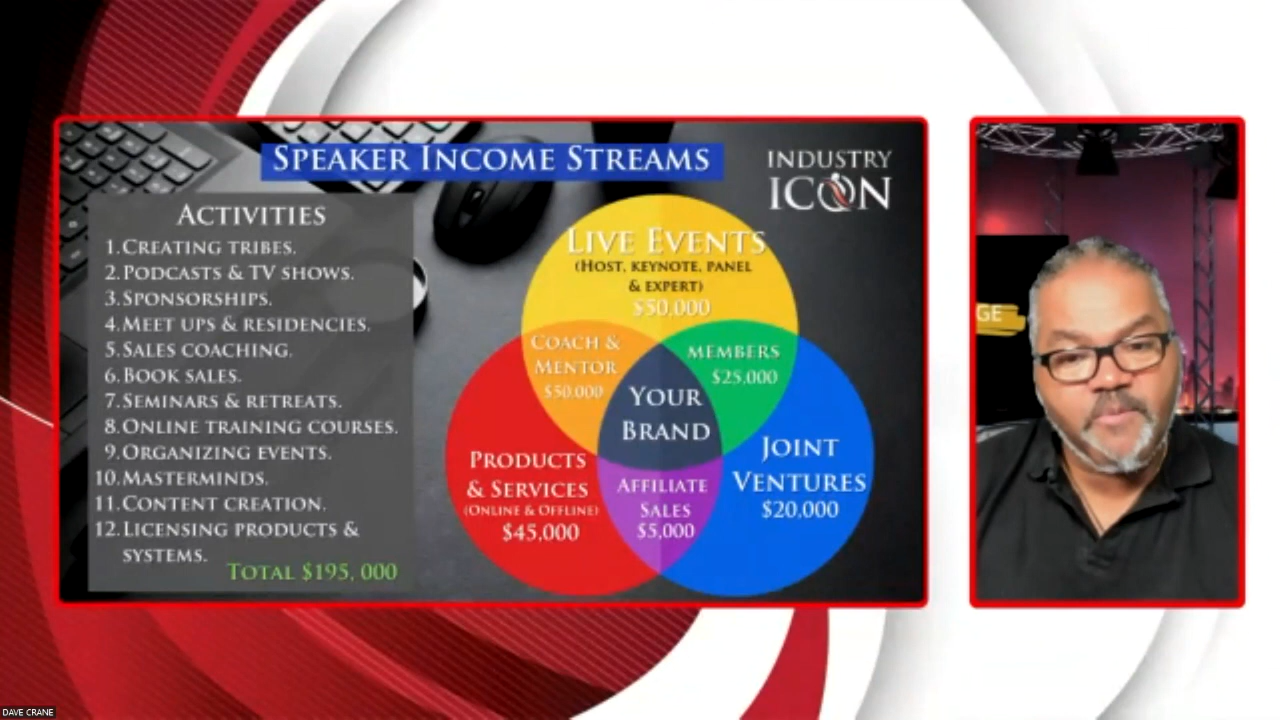 SPEAKER INCOME STREAMS
INDUSTRY
ICON
ACTIVITIES
1. CREATING TRIBES.
2. PODCASTS & TV SHOWS.
3. SPONSORSHIPS.
4. MEET UPS & RESIDENCIES.
5. SALES COACHING.
6. BOOK SALES.
7. SEMINARS & RETREATS.
8. ONLINE TRAINING COURSES.
9. ORGANIZING EVENTS.
10. MASTERMINDS.
11. CONTENT CREATION.
12. LICENSING PRODUCTS &
SYSTEMS.
TOTAL $195, 000
LIVE EVENTS
(HOST, KEYNOTE, PANEL
& EXPERT)
$50,000
COACH &
MENTOR
$50,000
MEMBERS
$25,000
YOUR
BRAND
PRODUCTS
& SERVICES
(ONLINE & OFFLINE)
$45,000
AFFILIATE
SALES
$5,000
JOINT
VENTURES
$20,000
GE
DAVE CRANE